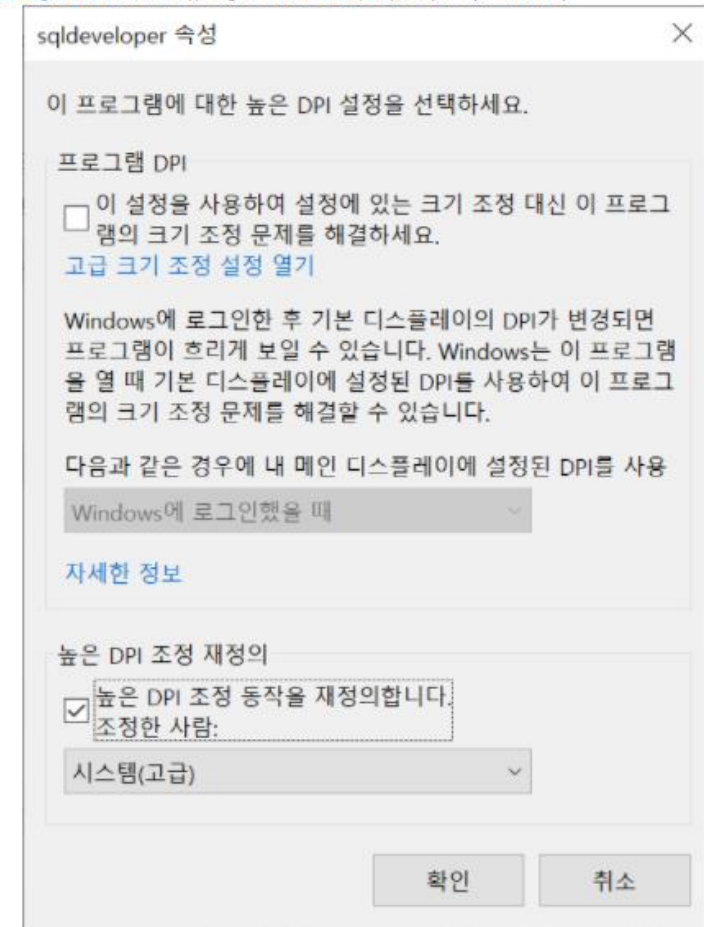 sqldeveloper 속성
이 프로그램에 대한 높은 DPI 설정을 선택하세요.
프로그램 DPI
이 설정을 사용하여 설정에 있는 크기 조정 대신 이 프로그
램의 크기 조정 문제를 해결하세요.
고급 크기 조정 설정 열기
Windows에 로그인한 후 기본 디스플레이의 DPI가 변경되면
프로그램이 흐리게 보일 수 있습니다. Windows는 이 프로그램
을 열 때 기본 디스플레이에 설정된 DPI를 사용하여 이 프로그
램의 크기 조정 문제를 해결할 수 있습니다.
다음과 같은 경우에 내 메인 디스플레이에 설정된 DPI를 사용
Windows에 로그인했을 때
자세한 정보
높은 DPI 조정 재정의
높은 DPI 조정 동작을 재정의합니다.
조정한 사람:
시스템(고급)
확인
취소